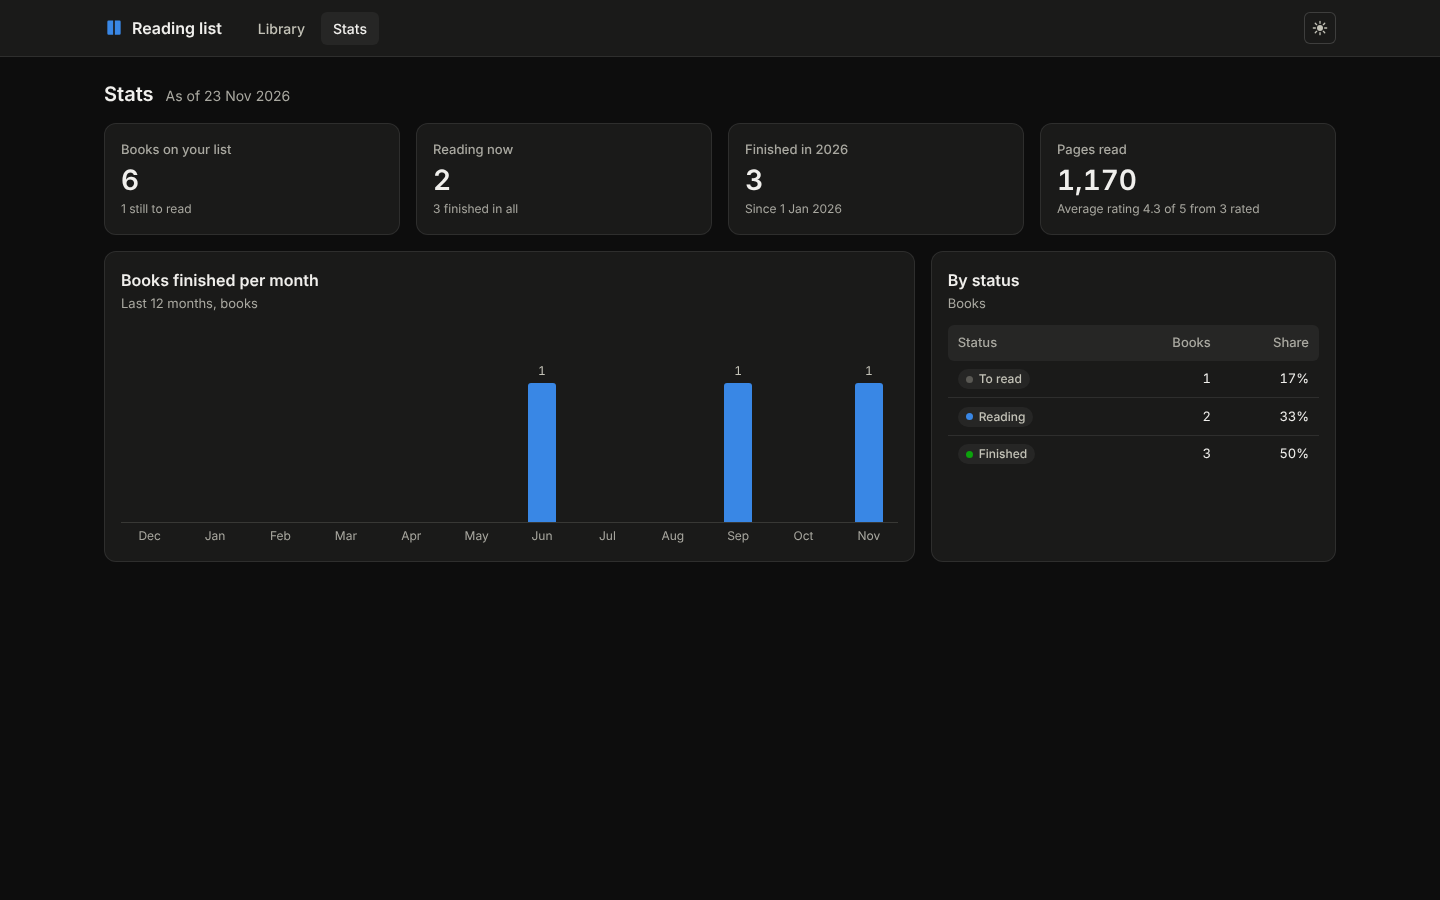 Reading list Library Stats
Stats As of 23 Nov 2026
Books on your list
6
1 still to read
Reading now
2
3 finished in all
Finished in 2026
3
Since 1 Jan 2026
Pages read
1,170
Average rating 4.3 of 5 from 3 rated
Books finished per month
Last 12 months, books
1 1 1
Dec Jan Feb Mar Apr May Jun Jul Aug Sep Oct Nov
By status
Books
Status Books Share
To read 1 17%
Reading 2 33%
Finished 3 50%